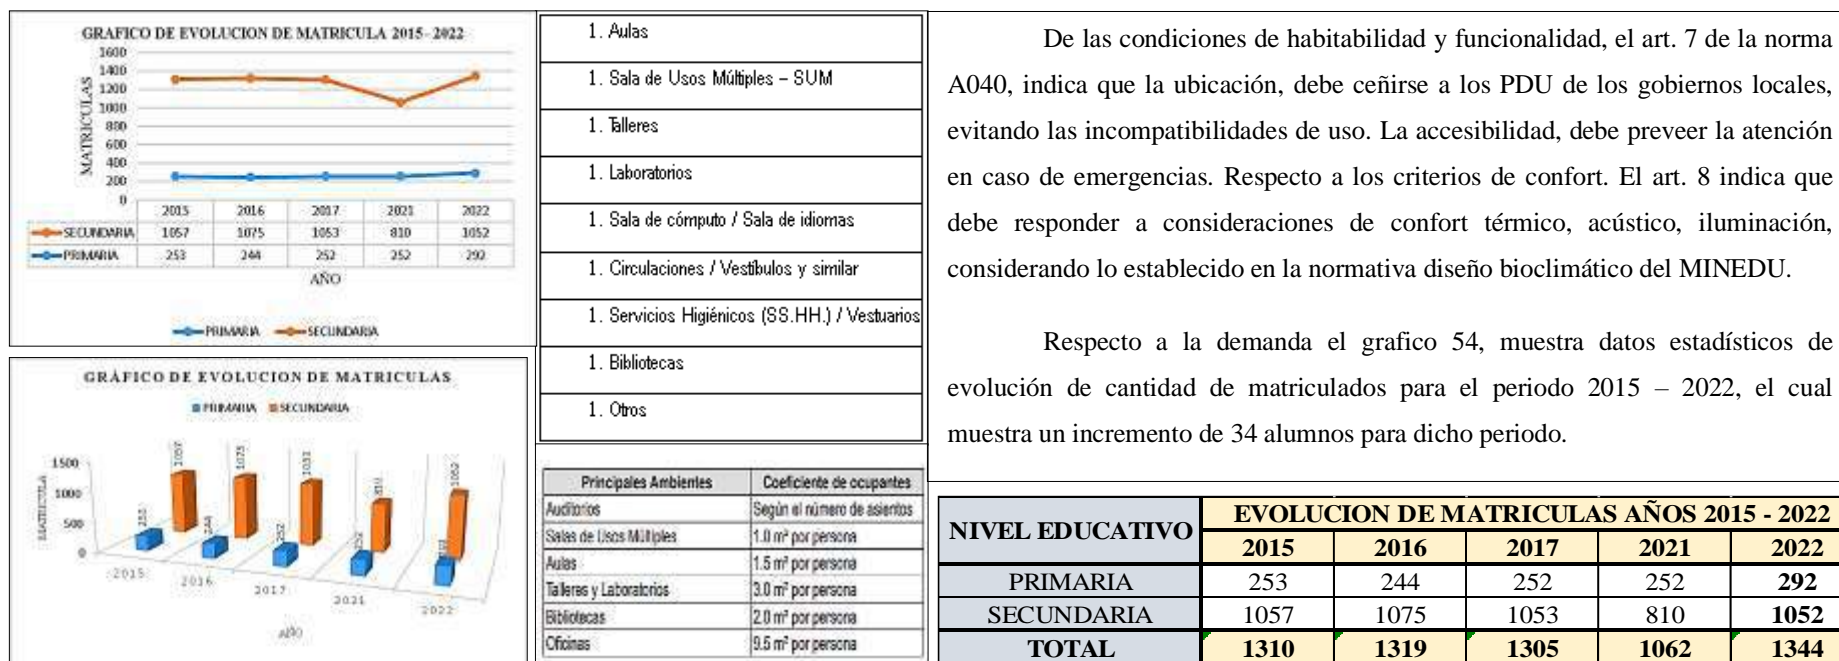 GRAFICO DE EVOLUCION DE MATRICULA 2015- 2022
MATRICULAS
1600
1400
1200
1000
800
600
400
200
0
2015 2016 2017 2021 2022
SECUNDARIA 1057 1075 1053 810 1052
PRIMARIA 253 244 252 252 292
AÑO
PRIMARIA SECUNDARIA
GRÁFICO DE EVOLUCION DE MATRICULAS
PRIMARIA SECUNDARIA
MATRICULA
1500
1000
500
0
253 1057
244 1075
252 1053
252 810
1052
2015 2016 2017 2021 2022
AÑO
1. Aulas
1. Sala de Usos Múltiples – SUM
1. Talleres
1. Laboratorios
1. Sala de cómputo / Sala de idiomas
1. Circulaciones / Vestíbulos y similar
1. Servicios Higiénicos (SS.HH.) / Vestuarios
1. Bibliotecas
1. Otros
Principales Ambientes Coeficiente de ocupantes
Auditorios Según el número de asientos
Salas de Usos Múltiples 1.0 m² por persona
Aulas 1.5 m² por persona
Talleres y Laboratorios 3.0 m² por persona
Bibliotecas 2.0 m² por persona
Oficinas 9.5 m² por persona
De las condiciones de habitabilidad y funcionalidad, el art. 7 de la norma
A040, indica que la ubicación, debe ceñirse a los PDU de los gobiernos locales,
evitando las incompatibilidades de uso. La accesibilidad, debe preveer la atención
en caso de emergencias. Respecto a los criterios de confort. El art. 8 indica que
debe responder a consideraciones de confort térmico, acústico, iluminación,
considerando lo establecido en la normativa diseño bioclimático del MINEDU.
Respecto a la demanda el grafico 54, muestra datos estadísticos de
evolución de cantidad de matriculados para el periodo 2015 – 2022, el cual
muestra un incremento de 34 alumnos para dicho periodo.
NIVEL EDUCATIVO EVOLUCION DE MATRICULAS AÑOS 2015 - 2022
2015 2016 2017 2021 2022
PRIMARIA 253 244 252 252 292
SECUNDARIA 1057 1075 1053 810 1052
TOTAL 1310 1319 1305 1062 1344